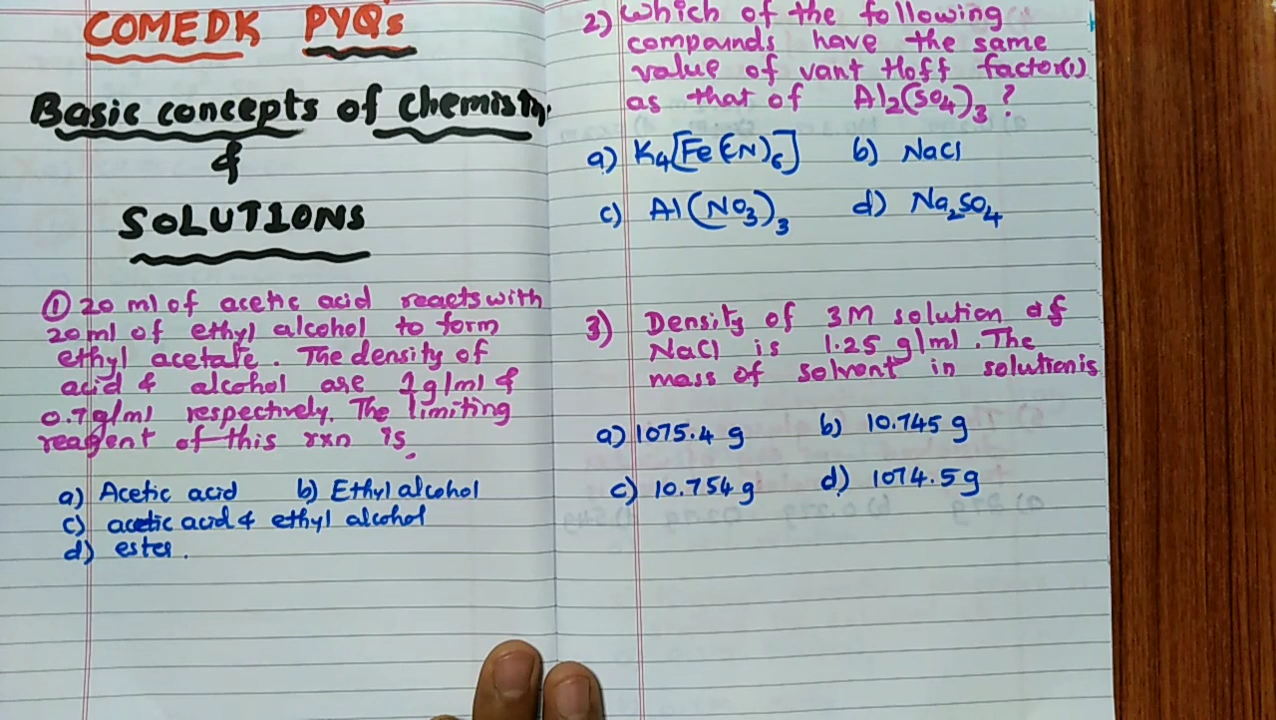 COMEDK PYQ's
Basic concepts of Chemistry
&
SOLUTIONS
① 20 ml of acetic acid reacts with
20 ml of ethyl alcohol to form
ethyl acetate. The density of
acid & alcohol are 1g/ml &
0.7g/ml respectively. The limiting
reagent of this rxn is.
a) Acetic acid b) Ethyl alcohol
c) acetic acid & ethyl alcohol
d) ester.
2) Which of the following
compounds have the same
value of vant Hoff factor(i)
as that of Al₂(SO₄)₃ ?
a) K₄[Fe(CN)₆] b) NaCl
c) Al(NO₃)₃ d) Na₂SO₄
3) Density of 3M solution of
NaCl is 1.25 g/ml. The
mass of solvent in solution is
a) 1075.4 g b) 10.745 g
c) 10.754 g d) 1074.5 g